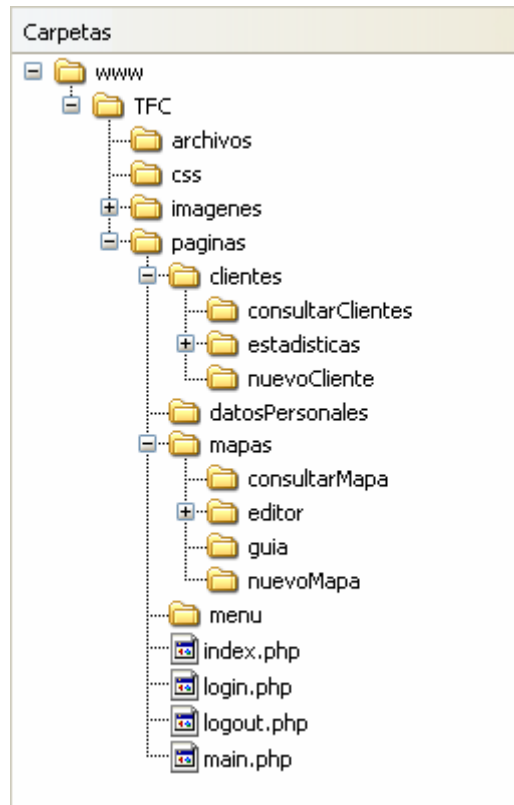 Carpetas
www
TFC
archivos
css
imagenes
paginas
clientes
consultarClientes
estadisticas
nuevoCliente
datosPersonales
mapas
consultarMapa
editor
guia
nuevoMapa
menu
index.php
login.php
logout.php
main.php